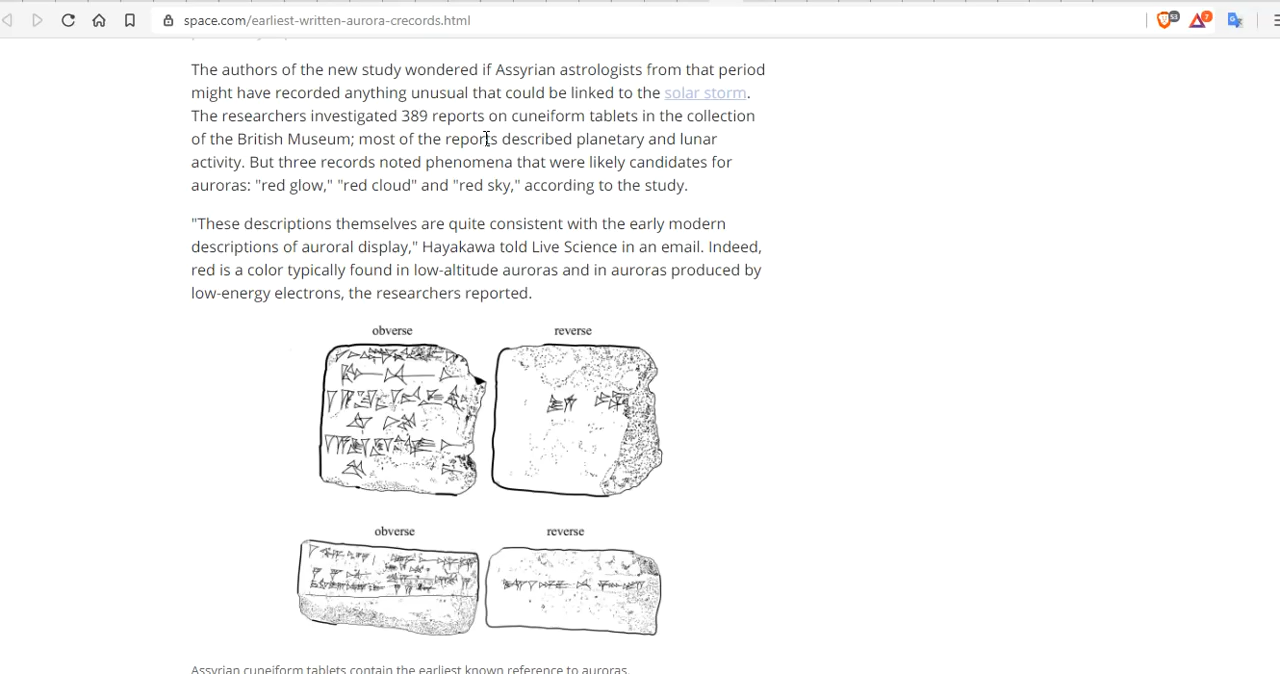 space.com/earliest-written-aurora-crecords.html
The authors of the new study wondered if Assyrian astrologists from that period
might have recorded anything unusual that could be linked to the solar storm.
The researchers investigated 389 reports on cuneiform tablets in the collection
of the British Museum; most of the reports described planetary and lunar
activity. But three records noted phenomena that were likely candidates for
auroras: "red glow," "red cloud" and "red sky," according to the study.
"These descriptions themselves are quite consistent with the early modern
descriptions of auroral display," Hayakawa told Live Science in an email. Indeed,
red is a color typically found in low-altitude auroras and in auroras produced by
low-energy electrons, the researchers reported.
obverse reverse
obverse reverse
Assyrian cuneiform tablets contain the earliest known reference to auroras.